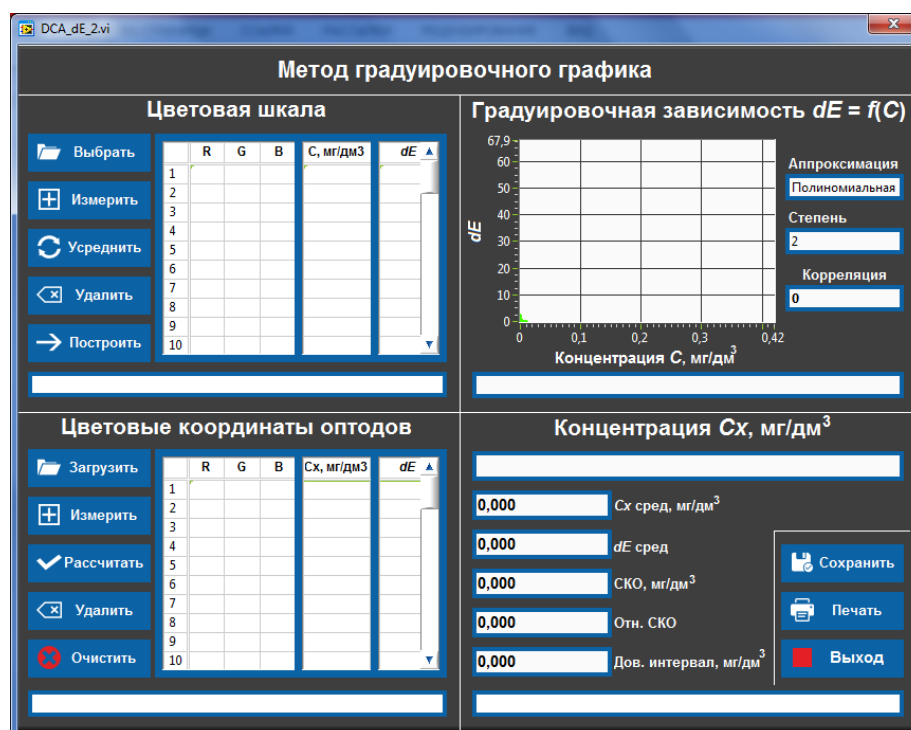 DCA_dE_2.vi
Метод градуировочного графика
Цветовая шкала
Выбрать
Измерить
Усреднить
Удалить
Построить
R G B C, мг/дм3 dE
1
2
3
4
5
6
7
8
9
10
Градуировочная зависимость dE = f(C)
67,9
60
50
40
30
20
10
0
dE
0 0,1 0,2 0,3 0,42
Концентрация C, мг/дм³
Аппроксимация
Полиномиальная
Степень
2
Корреляция
0
Цветовые координаты оптодов
Загрузить
Измерить
Рассчитать
Удалить
Очистить
R G B Cx, мг/дм3 dE
1
2
3
4
5
6
7
8
9
10
Концентрация Cx, мг/дм³
0,000 Cx сред, мг/дм³
0,000 dE сред
0,000 СКО, мг/дм³
0,000 Отн. СКО
0,000 Дов. интервал, мг/дм³
Сохранить
Печать
Выход